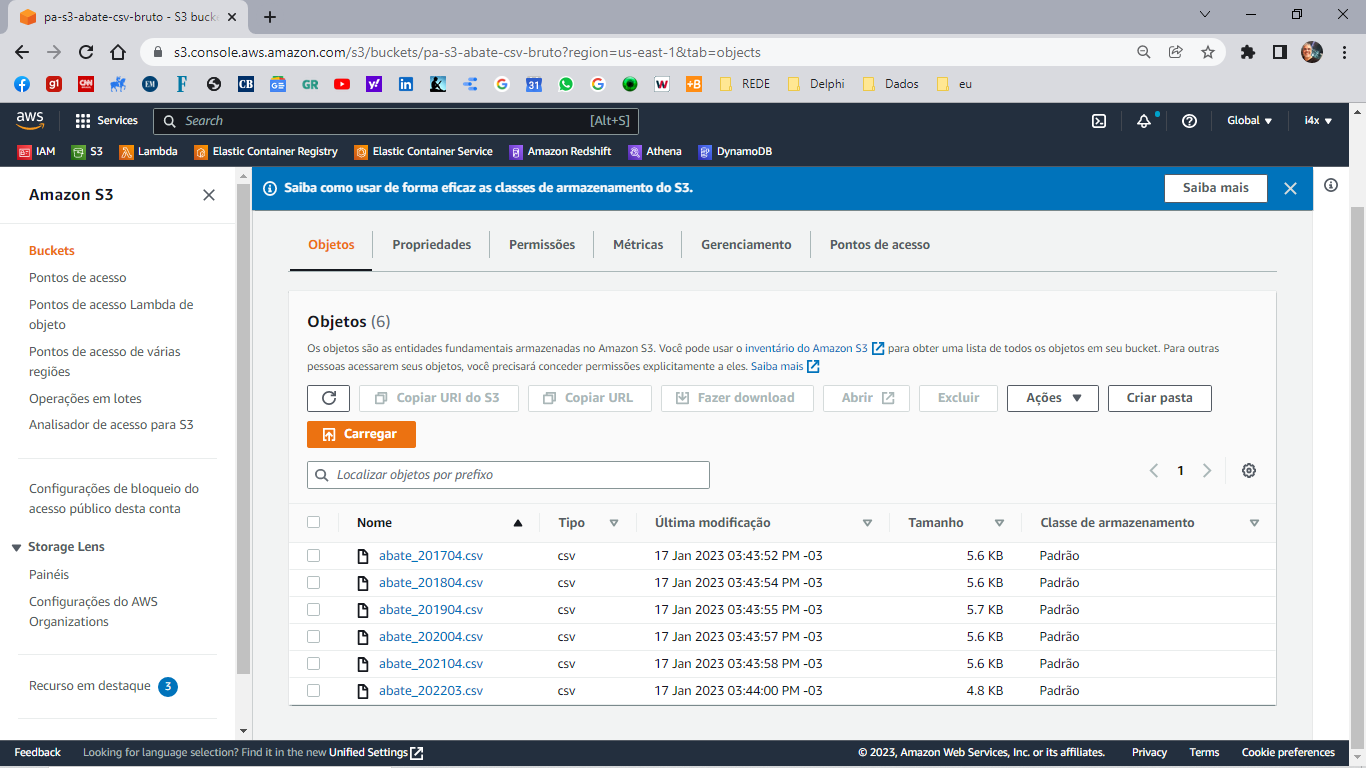 pa-s3-abate-csv-bruto - S3 buck
s3.console.aws.amazon.com/s3/buckets/pa-s3-abate-csv-bruto?region=us-east-1&tab=objects
g1 CNN EM F CB GR y! in 31 W +B REDE Delphi Dados eu
aws Services Search [Alt+S] Global i4x
IAM S3 Lambda Elastic Container Registry Elastic Container Service Amazon Redshift Athena DynamoDB
Amazon S3
Buckets
Pontos de acesso
Pontos de acesso Lambda de
objeto
Pontos de acesso de várias
regiões
Operações em lotes
Analisador de acesso para S3
Configurações de bloqueio do
acesso público desta conta
Storage Lens
Painéis
Configurações do AWS
Organizations
Recurso em destaque 3
Saiba como usar de forma eficaz as classes de armazenamento do S3. Saiba mais
Objetos Propriedades Permissões Métricas Gerenciamento Pontos de acesso
Objetos (6)
Os objetos são as entidades fundamentais armazenadas no Amazon S3. Você pode usar o inventário do Amazon S3 para obter uma lista de todos os objetos em seu bucket. Para outras
pessoas acessarem seus objetos, você precisará conceder permissões explicitamente a eles. Saiba mais
Copiar URI do S3 Copiar URL Fazer download Abrir Excluir Ações Criar pasta
Carregar
Localizar objetos por prefixo 1
Nome Tipo Última modificação Tamanho Classe de armazenamento
abate_201704.csv csv 17 Jan 2023 03:43:52 PM -03 5.6 KB Padrão
abate_201804.csv csv 17 Jan 2023 03:43:54 PM -03 5.6 KB Padrão
abate_201904.csv csv 17 Jan 2023 03:43:55 PM -03 5.7 KB Padrão
abate_202004.csv csv 17 Jan 2023 03:43:57 PM -03 5.6 KB Padrão
abate_202104.csv csv 17 Jan 2023 03:43:58 PM -03 5.6 KB Padrão
abate_202203.csv csv 17 Jan 2023 03:44:00 PM -03 4.8 KB Padrão
Feedback Looking for language selection? Find it in the new Unified Settings © 2023, Amazon Web Services, Inc. or its affiliates. Privacy Terms Cookie preferences